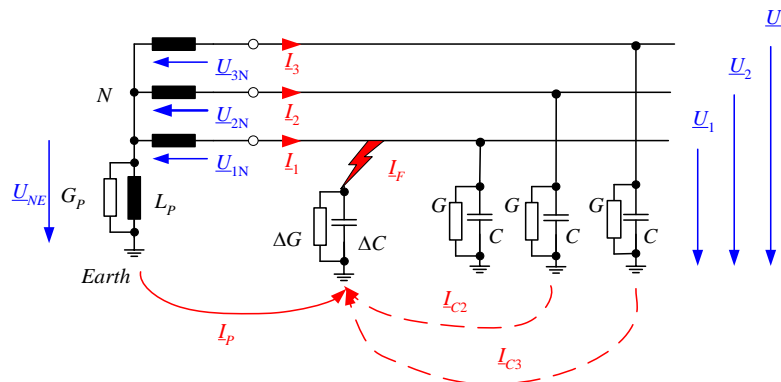 U
U3N
I3
U2
N
U2N
I2
U1
U1N
I1
IF
UNE
GP
LP
ΔG
ΔC
G
C
G
C
G
C
Earth
IP
IC2
IC3